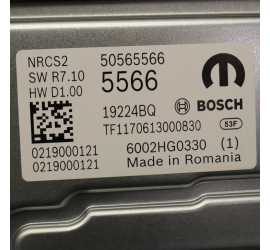 NRCS2 50565566
SW R7.10 5566
HW D1.00
19224BQ BOSCH
TF1170613000830 53F
0219000121 6002HG0330 (1)
0219000121 Made in Romania